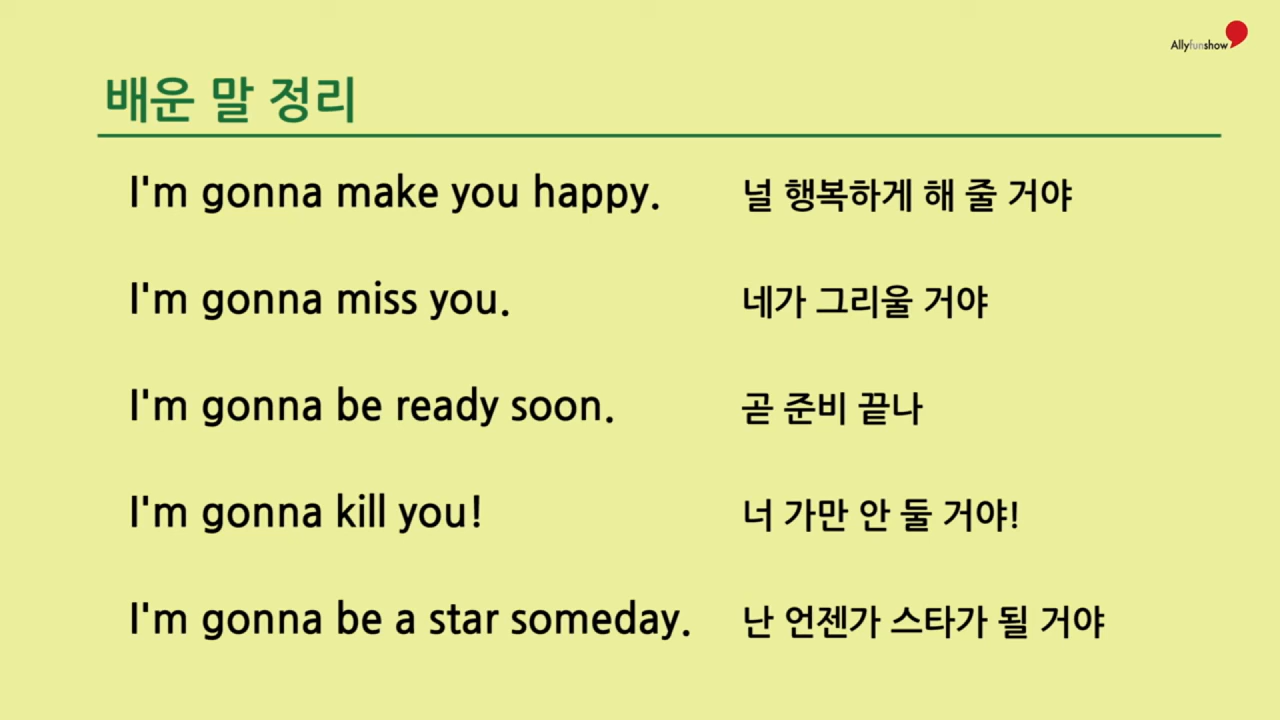 Allyfunshow
배운 말 정리
I'm gonna make you happy. 널 행복하게 해 줄 거야
I'm gonna miss you. 네가 그리울 거야
I'm gonna be ready soon. 곧 준비 끝나
I'm gonna kill you! 너 가만 안 둘 거야!
I'm gonna be a star someday. 난 언젠가 스타가 될 거야